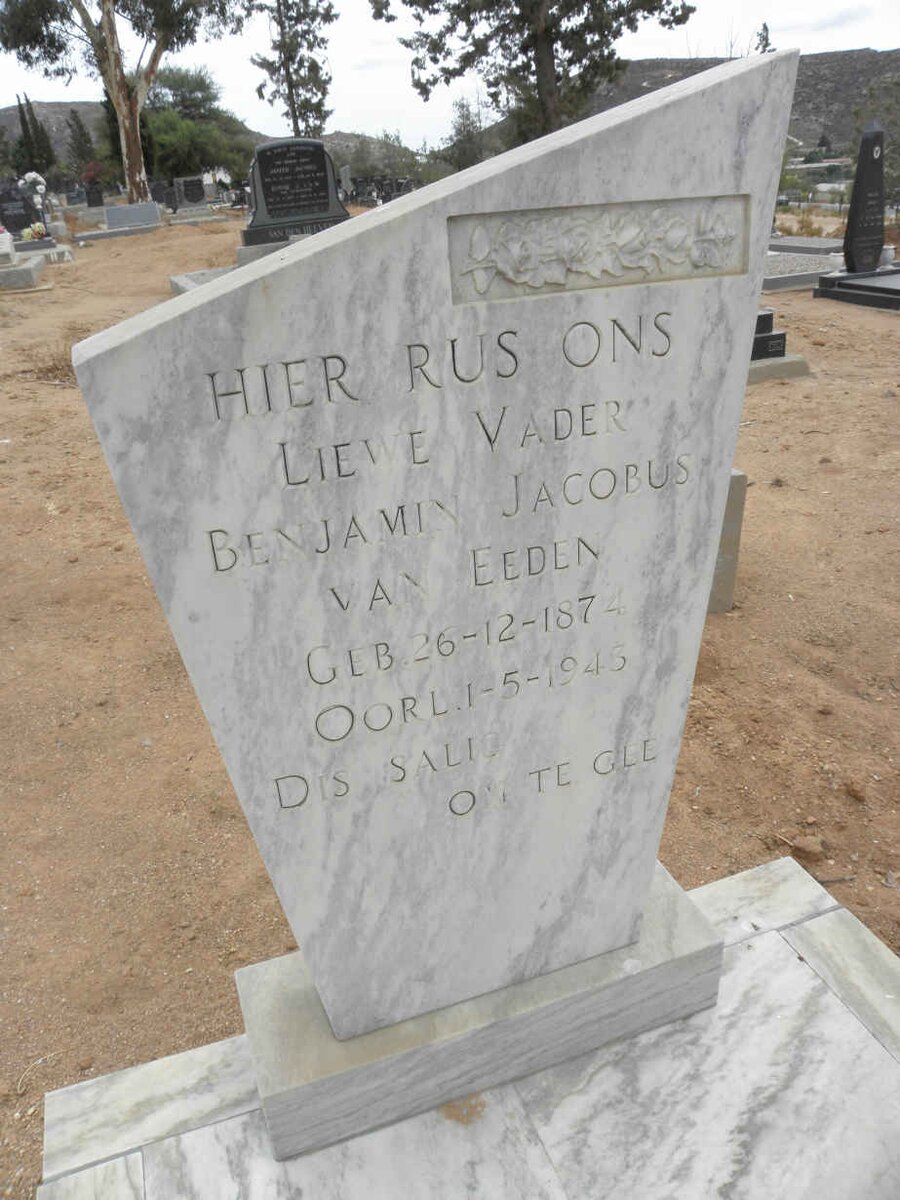 HIER RUS ONS
LIEWE VADER
BENJAMIN JACOBUS
VAN EEDEN
GEB. 26-12-1874
OORL. 1-5-1943
DIS SALIG
OM TE GLE